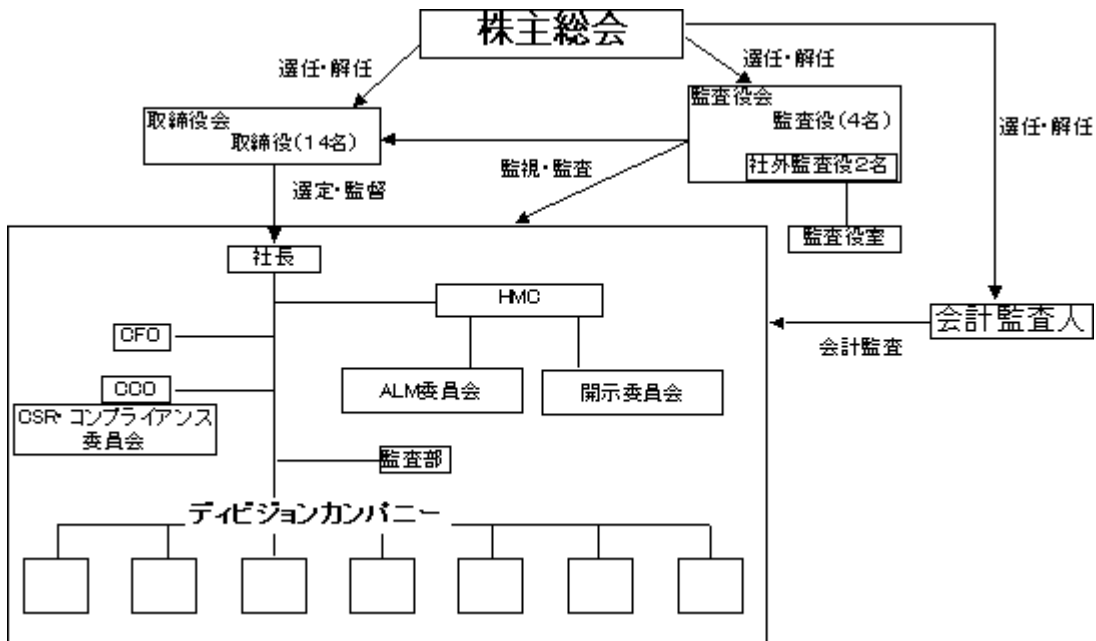 株主総会
選任・解任
選任・解任
選任・解任
取締役会
取締役(14名)
監査役会
監査役(4名)
社外監査役2名
監視・監査
選定・監督
監査役室
社長
HMC
会計監査人
会計監査
CFO
CCO
CSR・コンプライアンス
委員会
ALM委員会
開示委員会
監査部
ディビジョンカンパニー